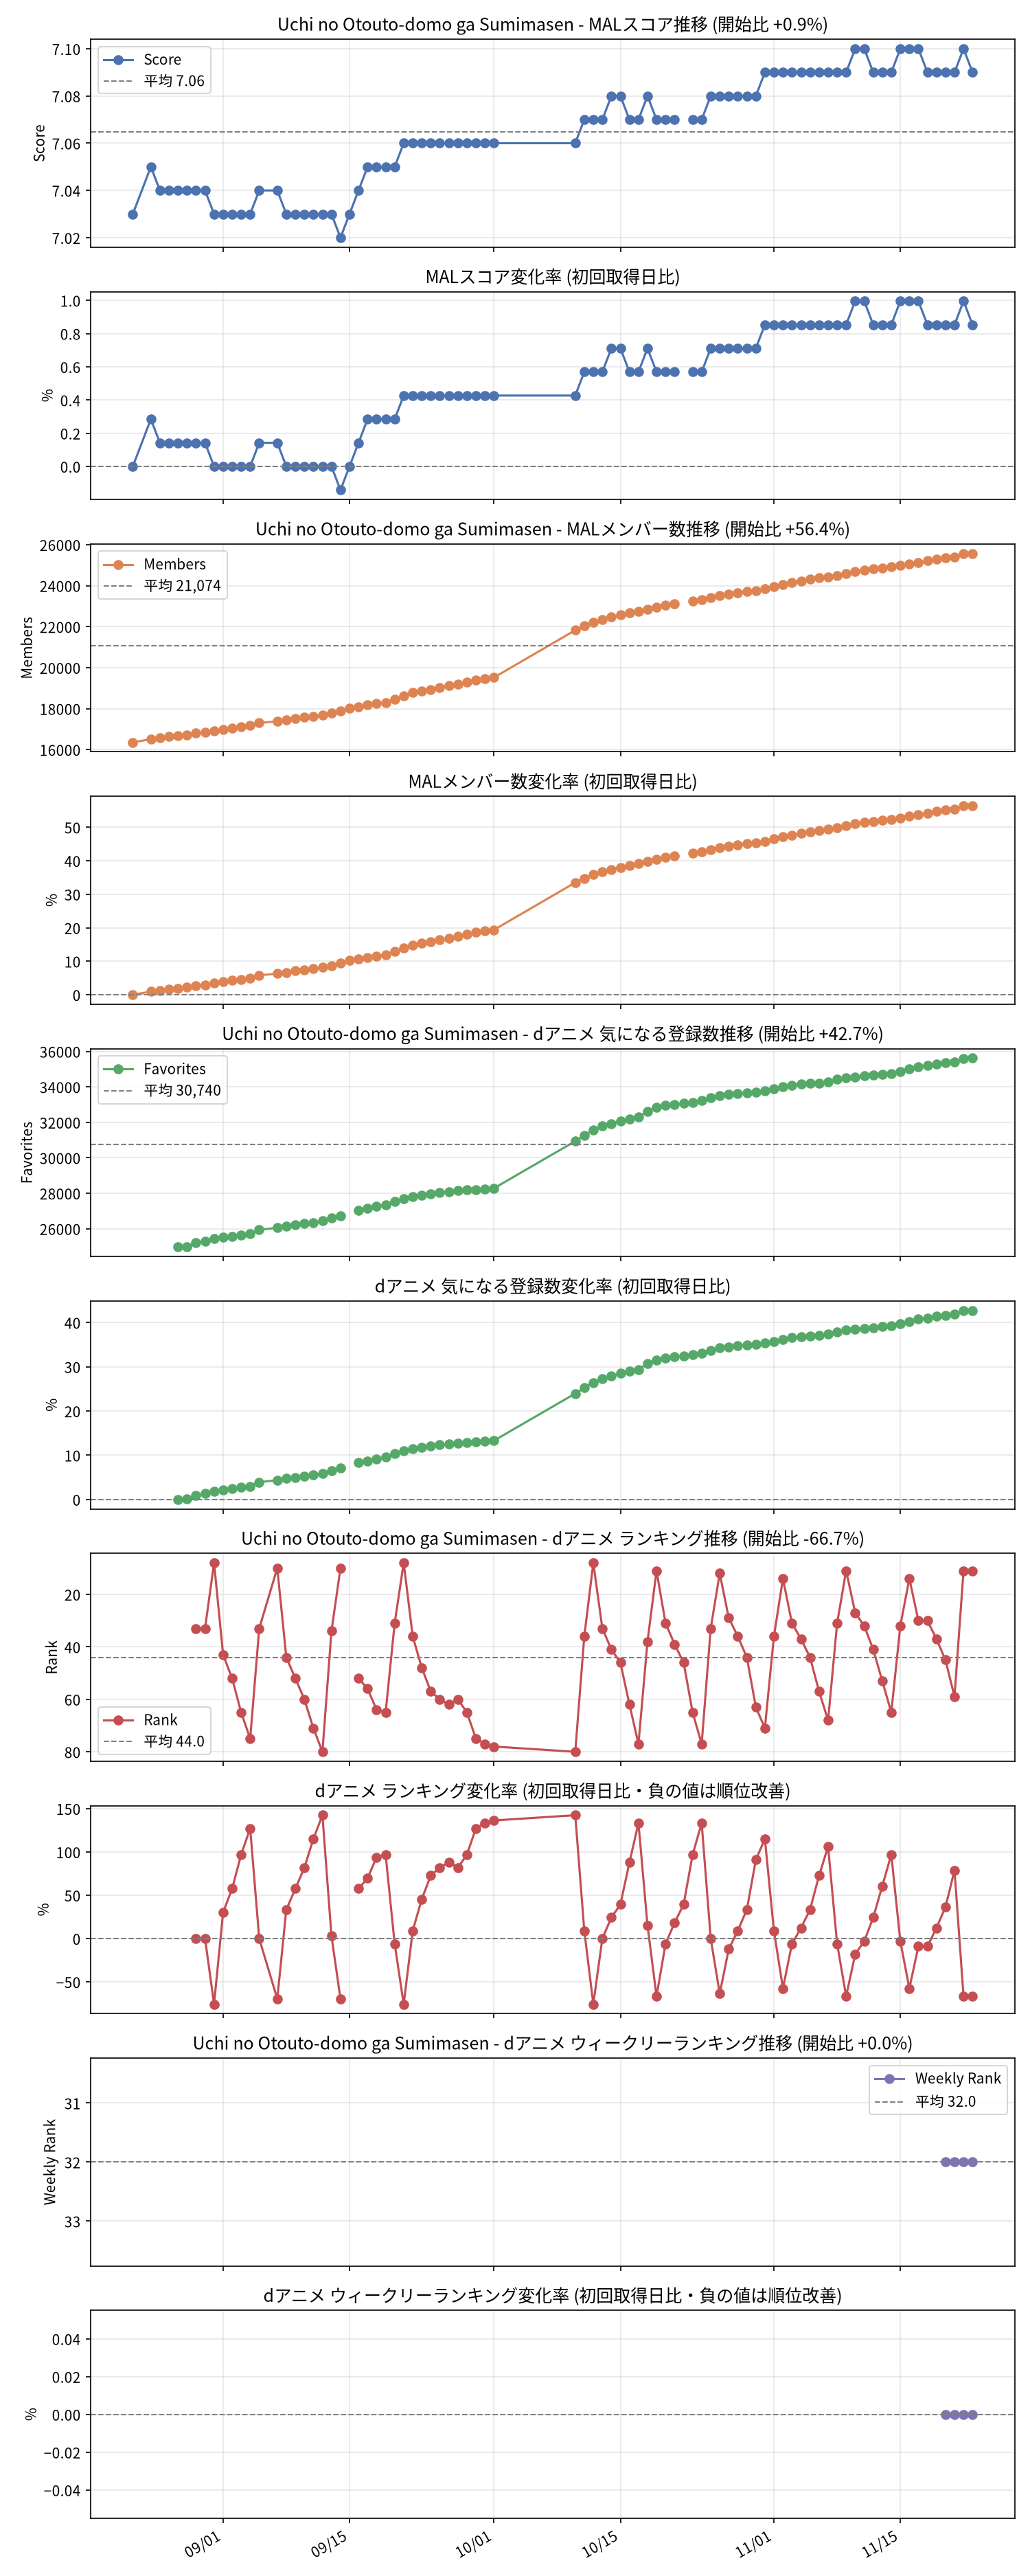 Uchi no Otouto-domo ga Sumimasen - MALスコア推移 (開始比 +0.9%)
Score
平均 7.06
Score
7.10
7.08
7.06
7.04
7.02
MALスコア変化率 (初回取得日比)
%
1.0
0.8
0.6
0.4
0.2
0.0
Uchi no Otouto-domo ga Sumimasen - MALメンバー数推移 (開始比 +56.4%)
Members
平均 21,074
Members
26000
24000
22000
20000
18000
16000
MALメンバー数変化率 (初回取得日比)
%
50
40
30
20
10
0
Uchi no Otouto-domo ga Sumimasen - dアニメ 気になる登録数推移 (開始比 +42.7%)
Favorites
平均 30,740
Favorites
36000
34000
32000
30000
28000
26000
dアニメ 気になる登録数変化率 (初回取得日比)
%
40
30
20
10
0
Uchi no Otouto-domo ga Sumimasen - dアニメ ランキング推移 (開始比 -66.7%)
Rank
20
40
60
80
Rank
平均 44.0
dアニメ ランキング変化率 (初回取得日比・負の値は順位改善)
%
150
100
50
0
−50
Uchi no Otouto-domo ga Sumimasen - dアニメ ウィークリーランキング推移 (開始比 +0.0%)
Weekly Rank
平均 32.0
Weekly Rank
31
32
33
dアニメ ウィークリーランキング変化率 (初回取得日比・負の値は順位改善)
%
0.04
0.02
0.00
−0.02
−0.04
09/01
09/15
10/01
10/15
11/01
11/15